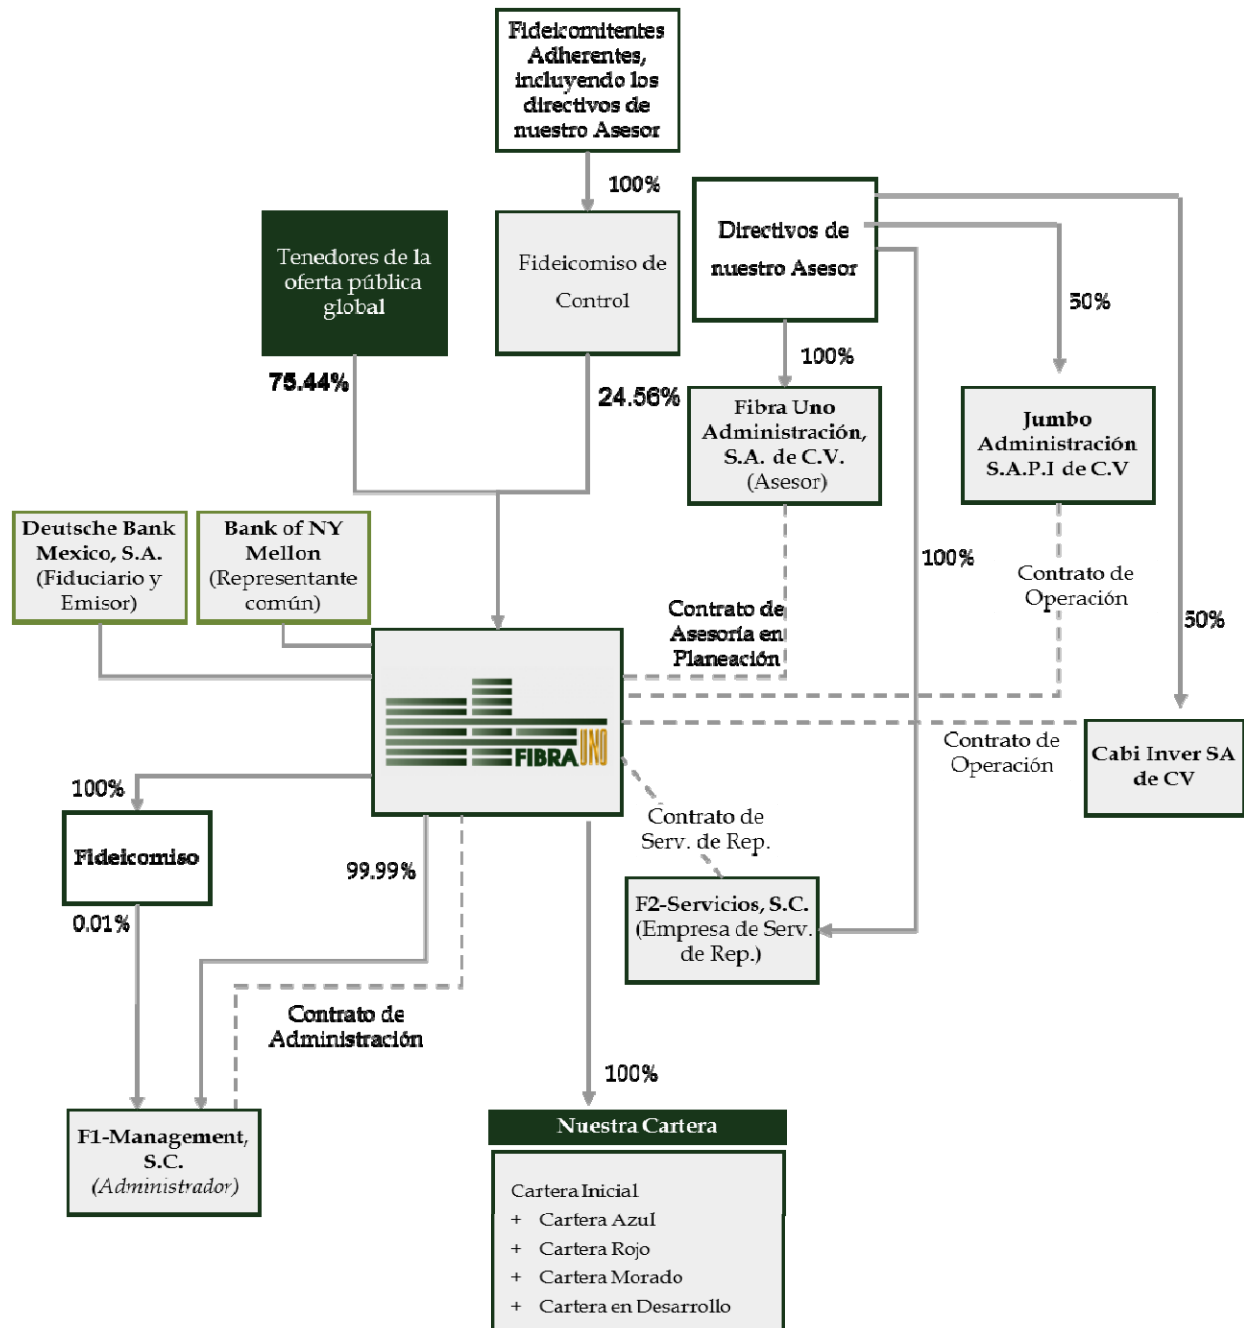 Fideicomitentes
Adherentes,
incluyendo los
directivos de
nuestro Asesor
100%
Tenedores de la
oferta pública
global
Fideicomiso de
Control
Directivos de
nuestro Asesor
50%
75.44%
24.56%
100%
Fibra Uno
Administración,
S.A. de C.V.
(Asesor)
Jumbo
Administración
S.A.P.I de C.V
Deutsche Bank
Mexico, S.A.
(Fiduciario y
Emisor)
Bank of NY
Mellon
(Representante
común)
100%
Contrato de
Operación
50%
Contrato de
Asesoría en
Planeación
FIBRA UNO
Contrato de
Operación
Cabi Inver SA
de CV
100%
Fideicomiso
0.01%
99.99%
Contrato de
Serv. de Rep.
F2-Servicios, S.C.
(Empresa de Serv.
de Rep.)
Contrato de
Administración
100%
F1-Management,
S.C.
(Administrador)
Nuestra Cartera
Cartera Inicial
+ Cartera Azul
+ Cartera Rojo
+ Cartera Morado
+ Cartera en Desarrollo